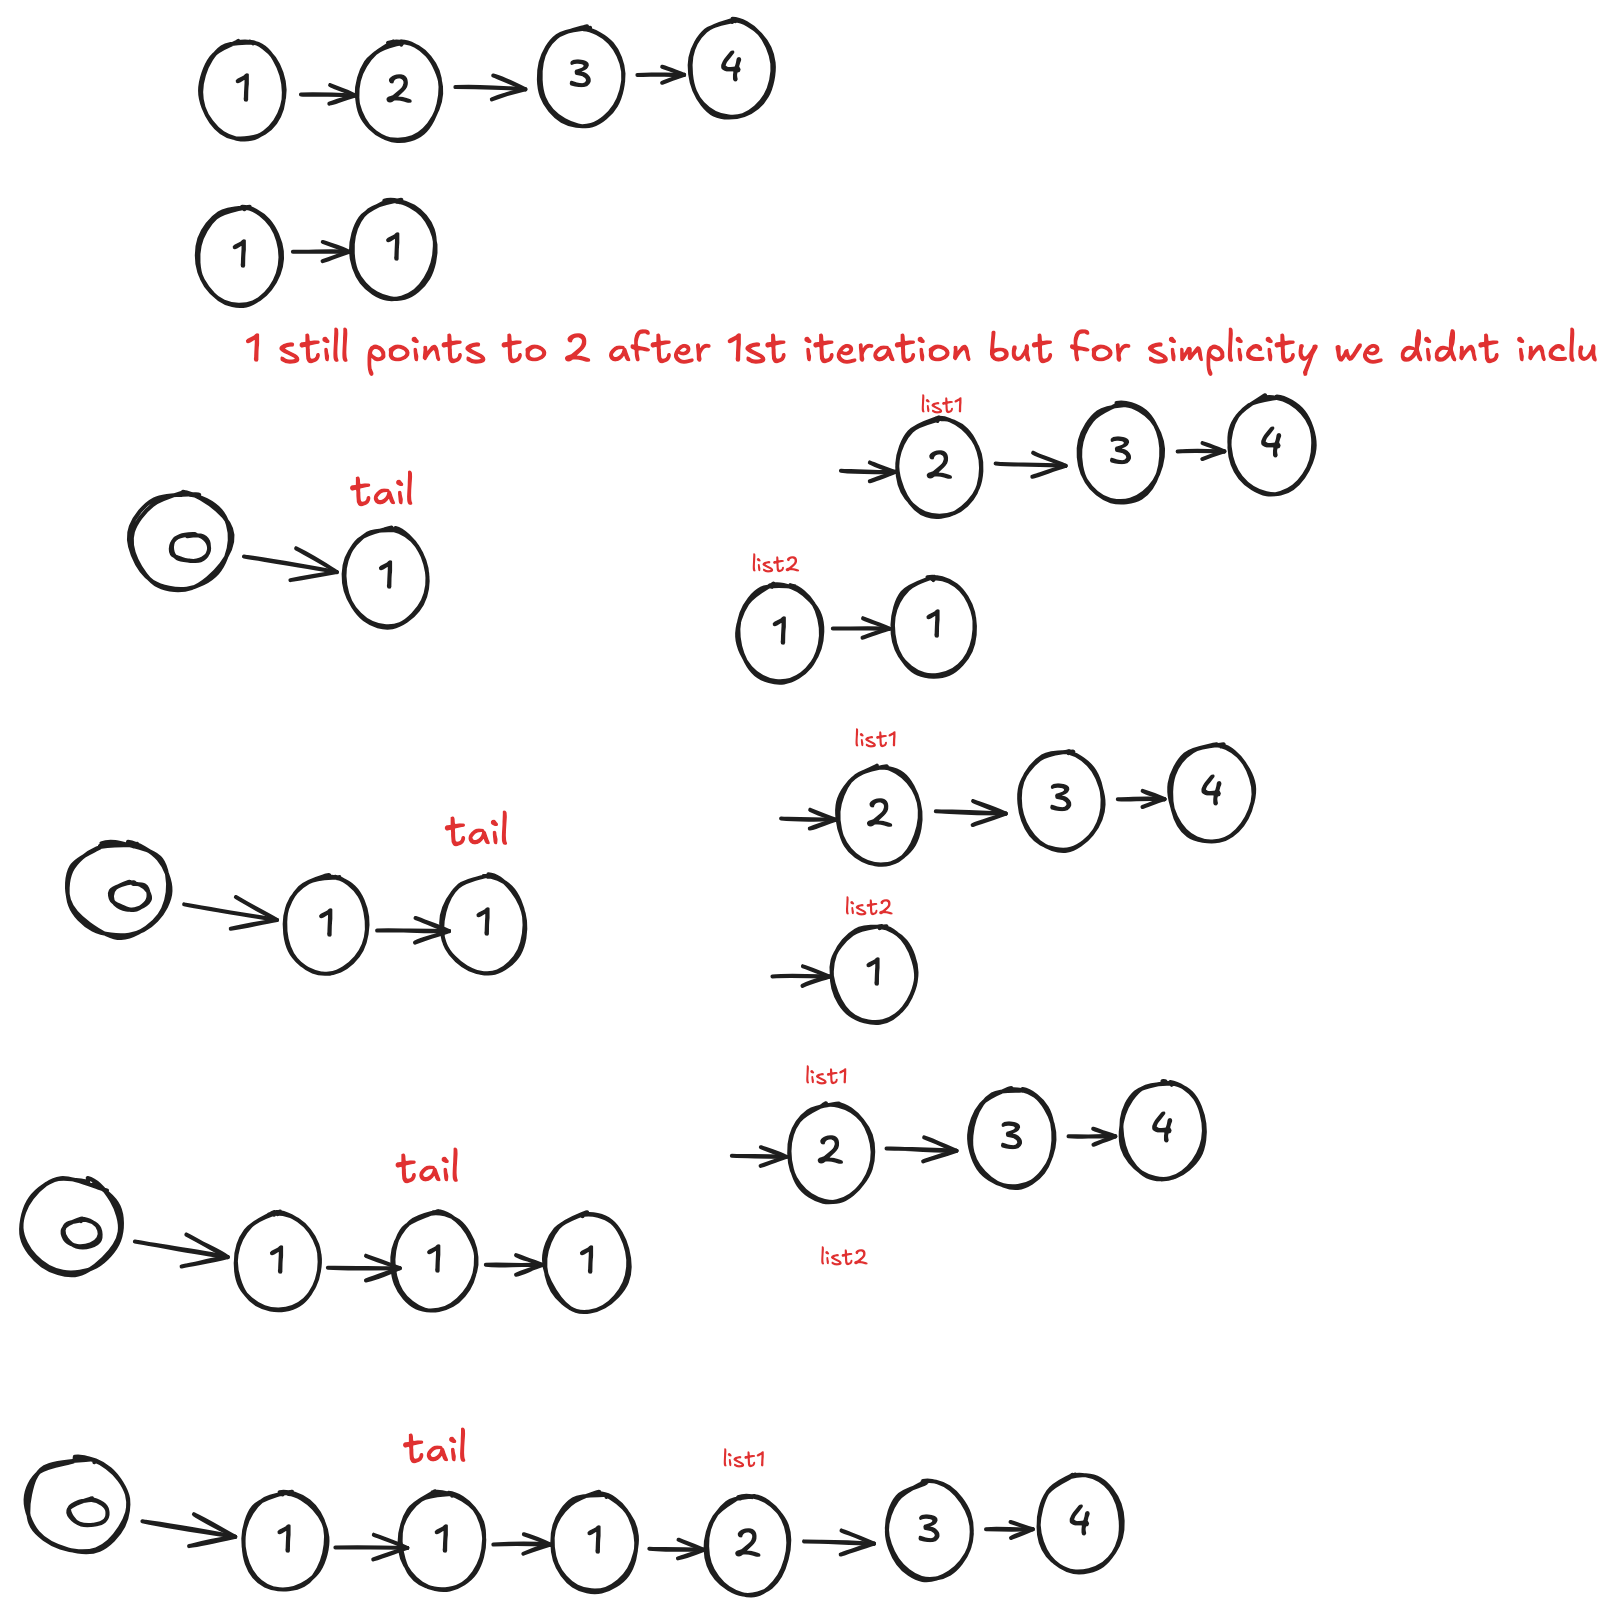 1 2 3 4
1 1
1 still points to 2 after 1st iteration but for simplicity we didnt inclu
list1
2 3 4
tail
0 1
list2
1 1
list1
2 3 4
tail
0 1 1
list2
1
list1
2 3 4
tail
0 1 1 1
list2
tail
list1
0 1 1 1 2 3 4